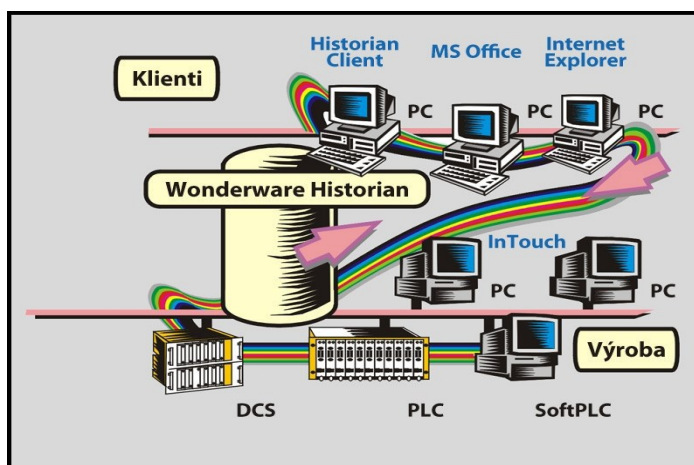 Historian
Client
MS Office
Internet
Explorer
Klienti
PC
PC
PC
Wonderware Historian
InTouch
PC
PC
Výroba
DCS
PLC
SoftPLC